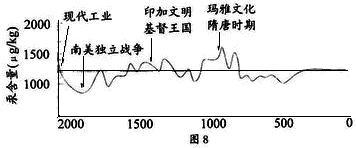 现代工业
南美独立战争
印加文明
基督王国
玛雅文化
隋唐时期
汞含量(μg/kg)
2000
1500
1000
2000 1500 1000 500 0
图8